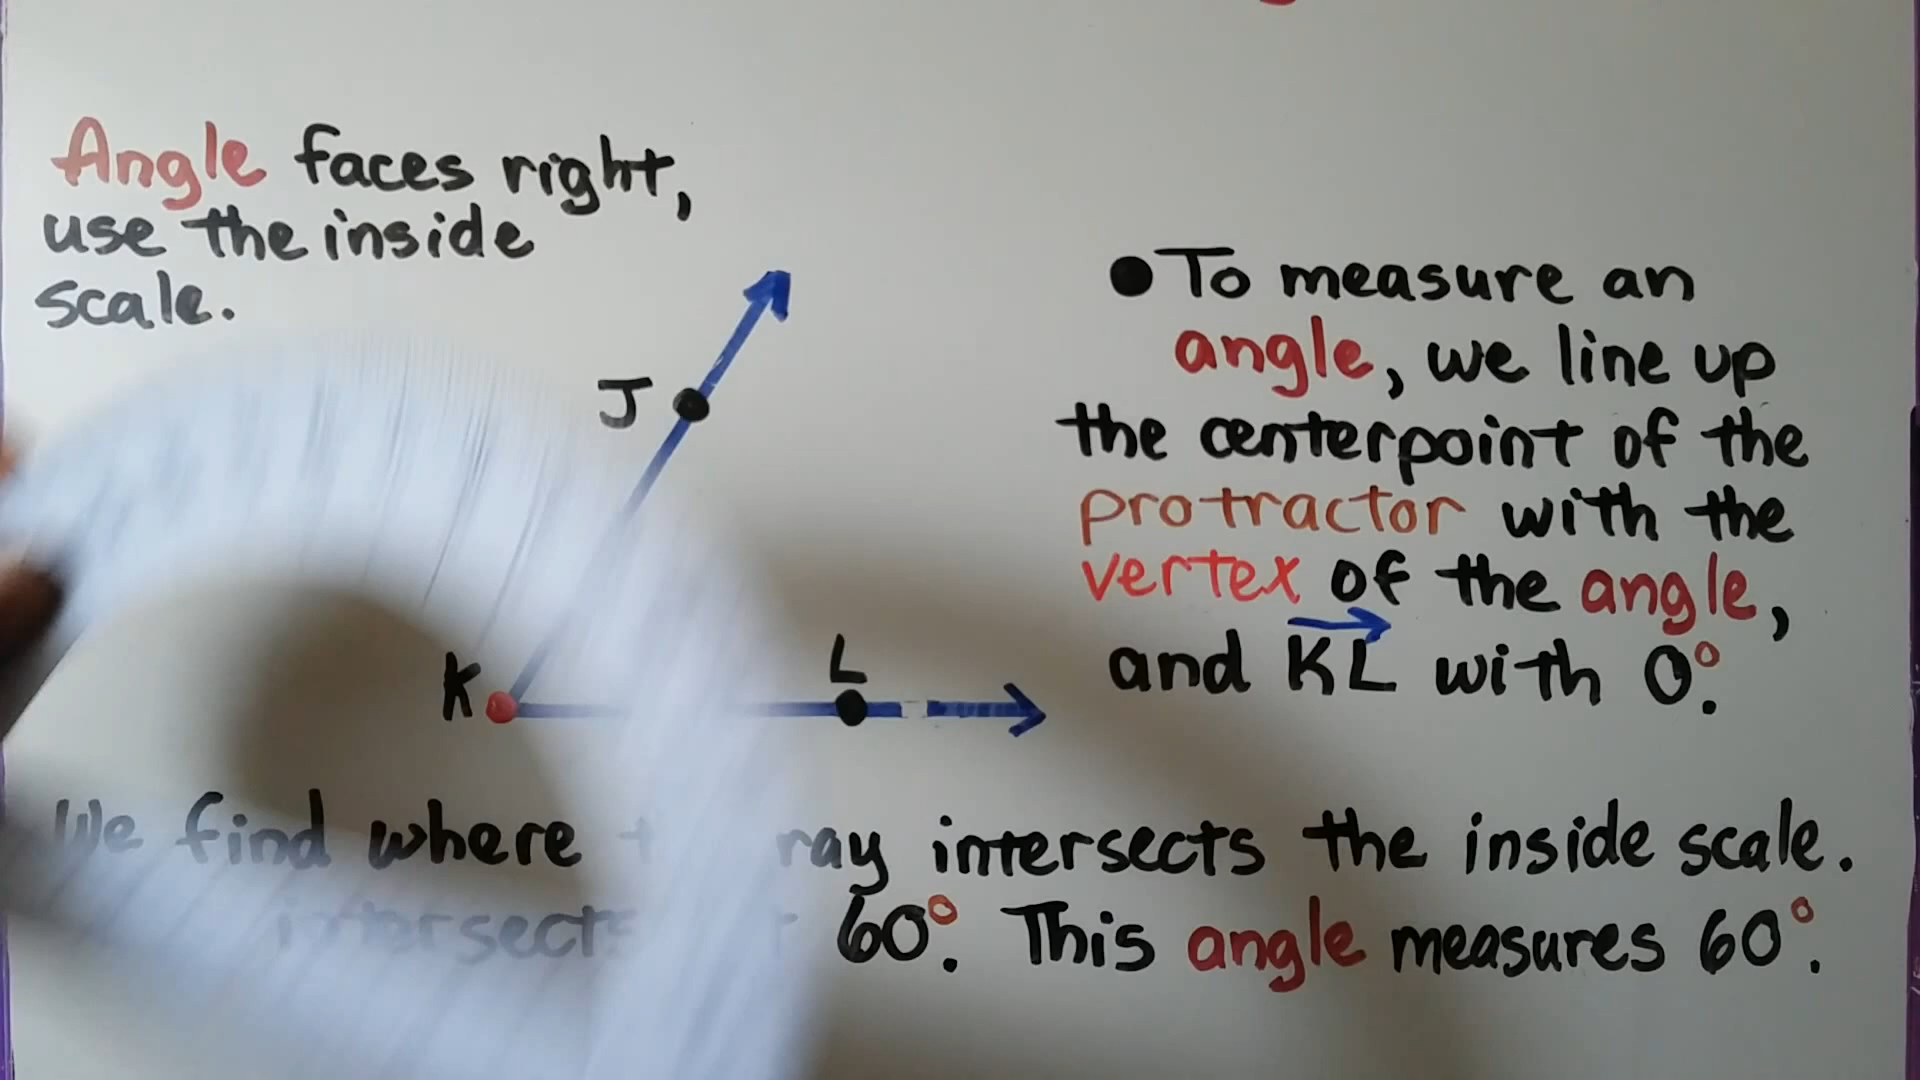 Angle faces right,
use the inside
scale.
J
K
L
●To measure an
angle, we line up
the centerpoint of the
protractor with the
vertex of the angle,
and KL with 0°.
We find where ray intersects the inside scale.
intersects 60°. This angle measures 60°.